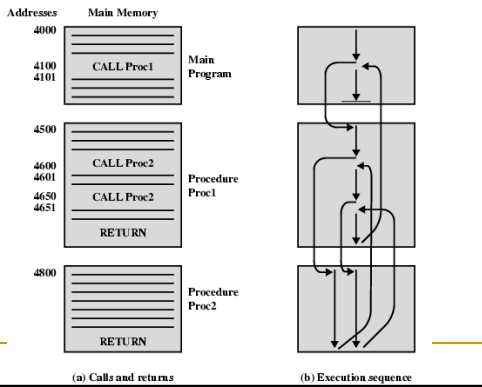 Addresses
Main Memory
4000
4100
CALL Proc1
4101
Main
Program
4500
4600
CALL Proc2
4601
4650
CALL Proc2
4651
RETURN
Procedure
Proc1
4800
Procedure
Proc2
RETURN
(a) Calls and returns
(b) Execution sequence